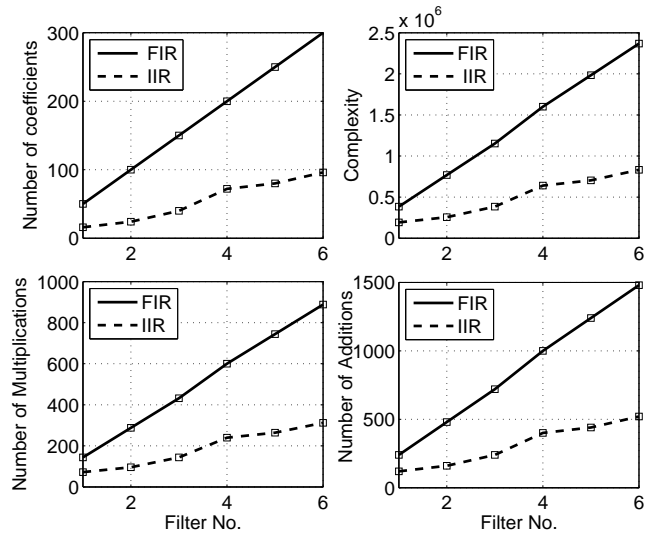 Number of coefficients
300
200
100
0
2
4
6
FIR
IIR
x 10^6
Complexity
2.5
2
1.5
1
0.5
0
2
4
6
FIR
IIR
Number of Multiplications
1000
800
600
400
200
0
2
4
6
Filter No.
FIR
IIR
Number of Additions
1500
1000
500
0
2
4
6
Filter No.
FIR
IIR